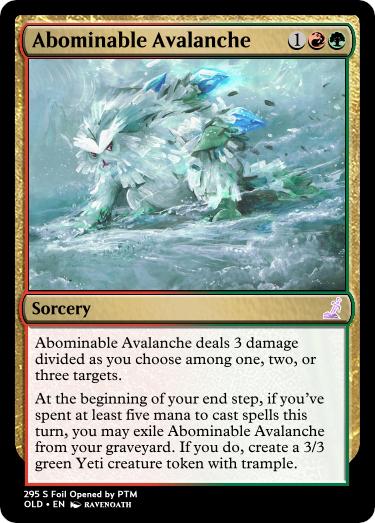 Abominable Avalanche 1
Sorcery
Abominable Avalanche deals 3 damage
divided as you choose among one, two, or
three targets.
At the beginning of your end step, if you've
spent at least five mana to cast spells this
turn, you may exile Abominable Avalanche
from your graveyard. If you do, create a 3/3
green Yeti creature token with trample.
295 S Foil Opened by PTM
OLD • EN RAVENOATH